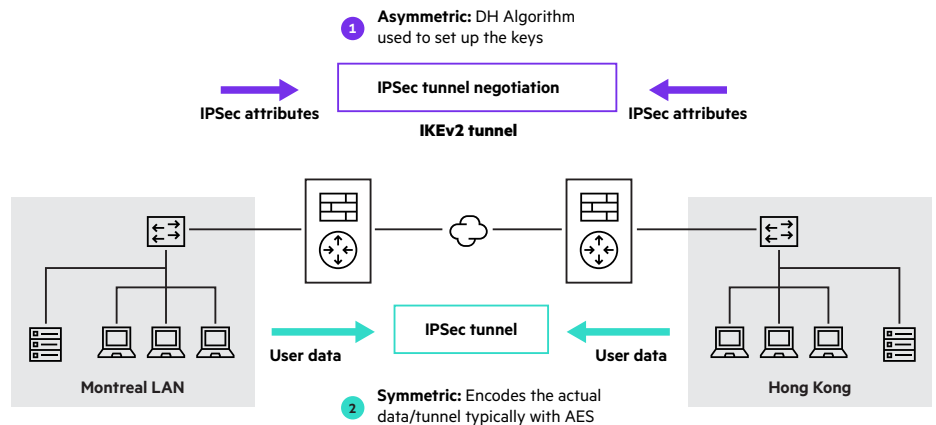 1
Asymmetric: DH Algorithm
used to set up the keys
IPSec tunnel negotiation
IPSec attributes
IPSec attributes
IKEv2 tunnel
IPSec tunnel
User data
User data
Montreal LAN
Hong Kong
2
Symmetric: Encodes the actual
data/tunnel typically with AES